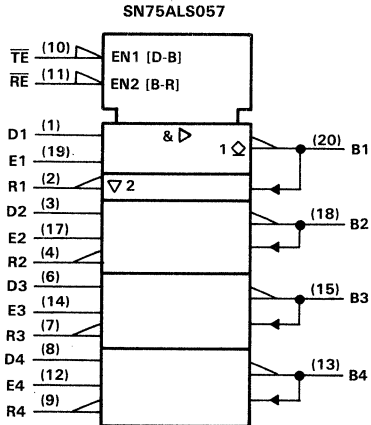 SN75ALS057
TE (10) EN1 [D-B]
RE (11) EN2 [B-R]
D1 (1) & ▷ 1 (20) B1
E1 (19)
R1 (2) ▽ 2
D2 (3) (18) B2
E2 (17)
R2 (4)
D3 (6) (15) B3
E3 (14)
R3 (7)
D4 (8) (13) B4
E4 (12)
R4 (9)